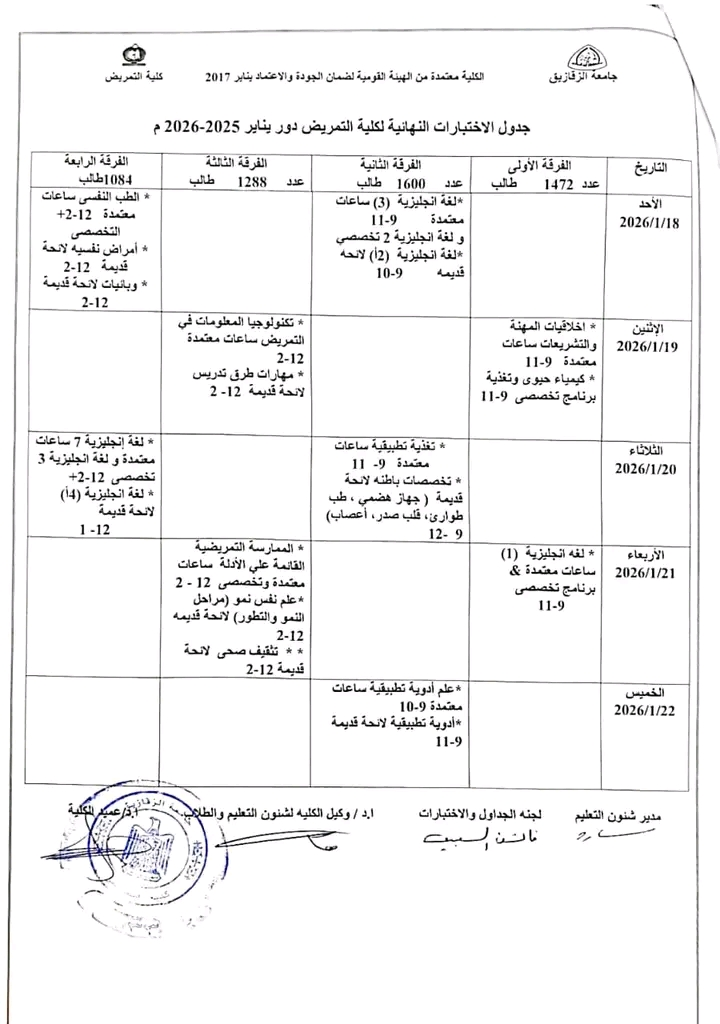 جامعة الزقازيق
الكلية معتمدة من الهيئة القومية لضمان الجودة والاعتماد يناير 2017
كلية التمريض
جدول الاختبارات النهائية لكلية التمريض دور يناير 2025-2026 م
التاريخ
الفرقة الأولى
عدد 1472 طالب
الفرقة الثانية
عدد 1600 طالب
الفرقة الثالثة
عدد 1288 طالب
الفرقة الرابعة
1084طالب
الأحد
2026/1/18
*لغة انجليزية (3) ساعات
معتمدة 9-11
و لغة انجليزية 2 تخصصي
*لغة انجليزية (2أ) لائحه
قديمه 9-10
* الطب النفسى ساعات
معتمدة 12-2+
التخصصى
* أمراض نفسيه لائحة
قديمة 12-2
* وبائيات لائحة قديمة
12-2
الإثنين
2026/1/19
* اخلاقيات المهنة
والتشريعات ساعات
معتمدة 9-11
* كيمياء حيوى وتغذية
برنامج تخصصى 9-11
* تكنولوجيا المعلومات في
التمريض ساعات معتمدة
12-2
* مهارات طرق تدريس
لائحة قديمة 12- 2
الثلاثاء
2026/1/20
* تغذية تطبيقية ساعات
معتمدة 9- 11
* تخصصات باطنه لائحة
قديمة ( جهاز هضمي ، طب
طوارئ، قلب صدر، أعصاب)
9 -12
* لغة إنجليزية 7 ساعات
معتمدة و لغة انجليزية 3
تخصصى 12-2+
* لغة انجليزية (4أ)
لائحة قديمة
12- 1
الأربعاء
2026/1/21
* لغه انجليزية (1)
ساعات معتمدة &
برنامج تخصصى
9-11
* الممارسة التمريضية
القائمة علي الأدلة ساعات
معتمدة وتخصصى 12 - 2
*علم نفس نمو (مراحل
النمو والتطور) لائحة قديمه
12-2
* * تثقيف صحى لائحة
قديمة 12-2
الخميس
2026/1/22
*علم أدوية تطبيقية ساعات
معتمدة 9-10
*أدوية تطبيقية لائحة قديمة
9-11
مدير شئون التعليم
لجنه الجداول والاختبارات
ا.د / وكيل الكليه لشئون التعليم والطلاب
ا.د/عميد الكلية